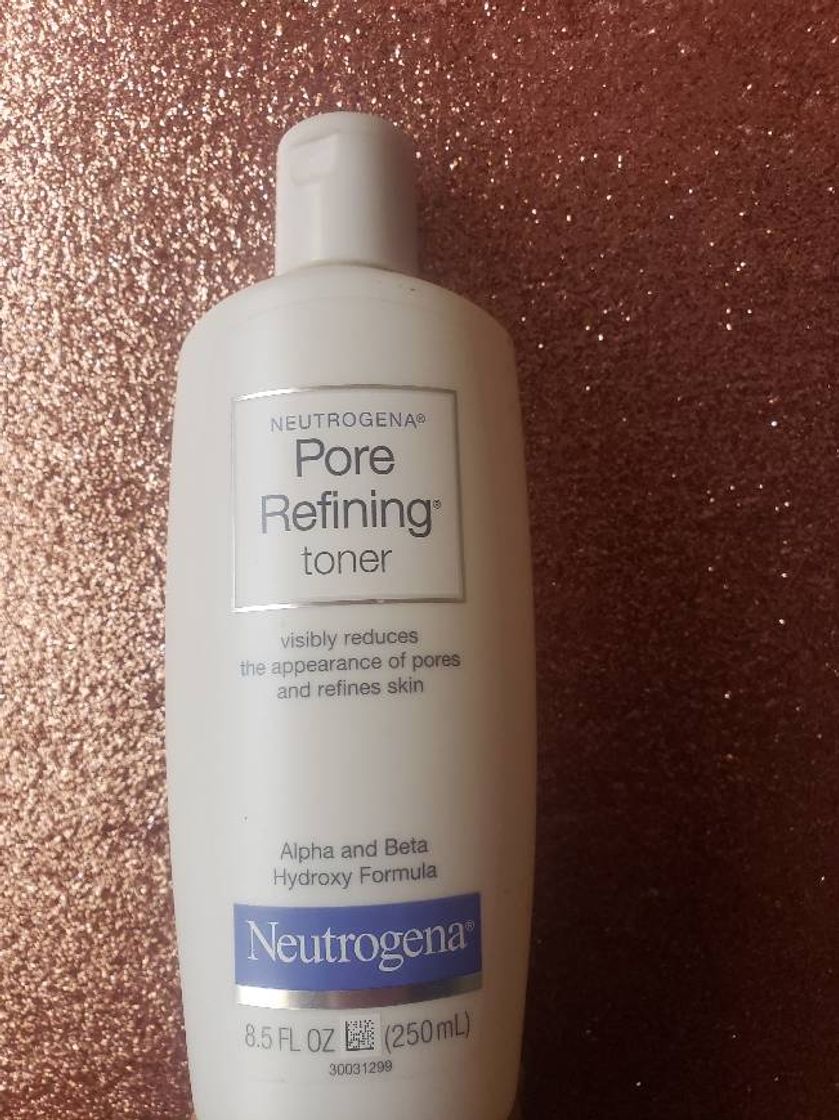 NEUTROGENA®
Pore
Refining®
toner
visibly reduces
the appearance of pores
and refines skin
Alpha and Beta
Hydroxy Formula
Neutrogena®
8.5 FL OZ (250 mL)
30031299